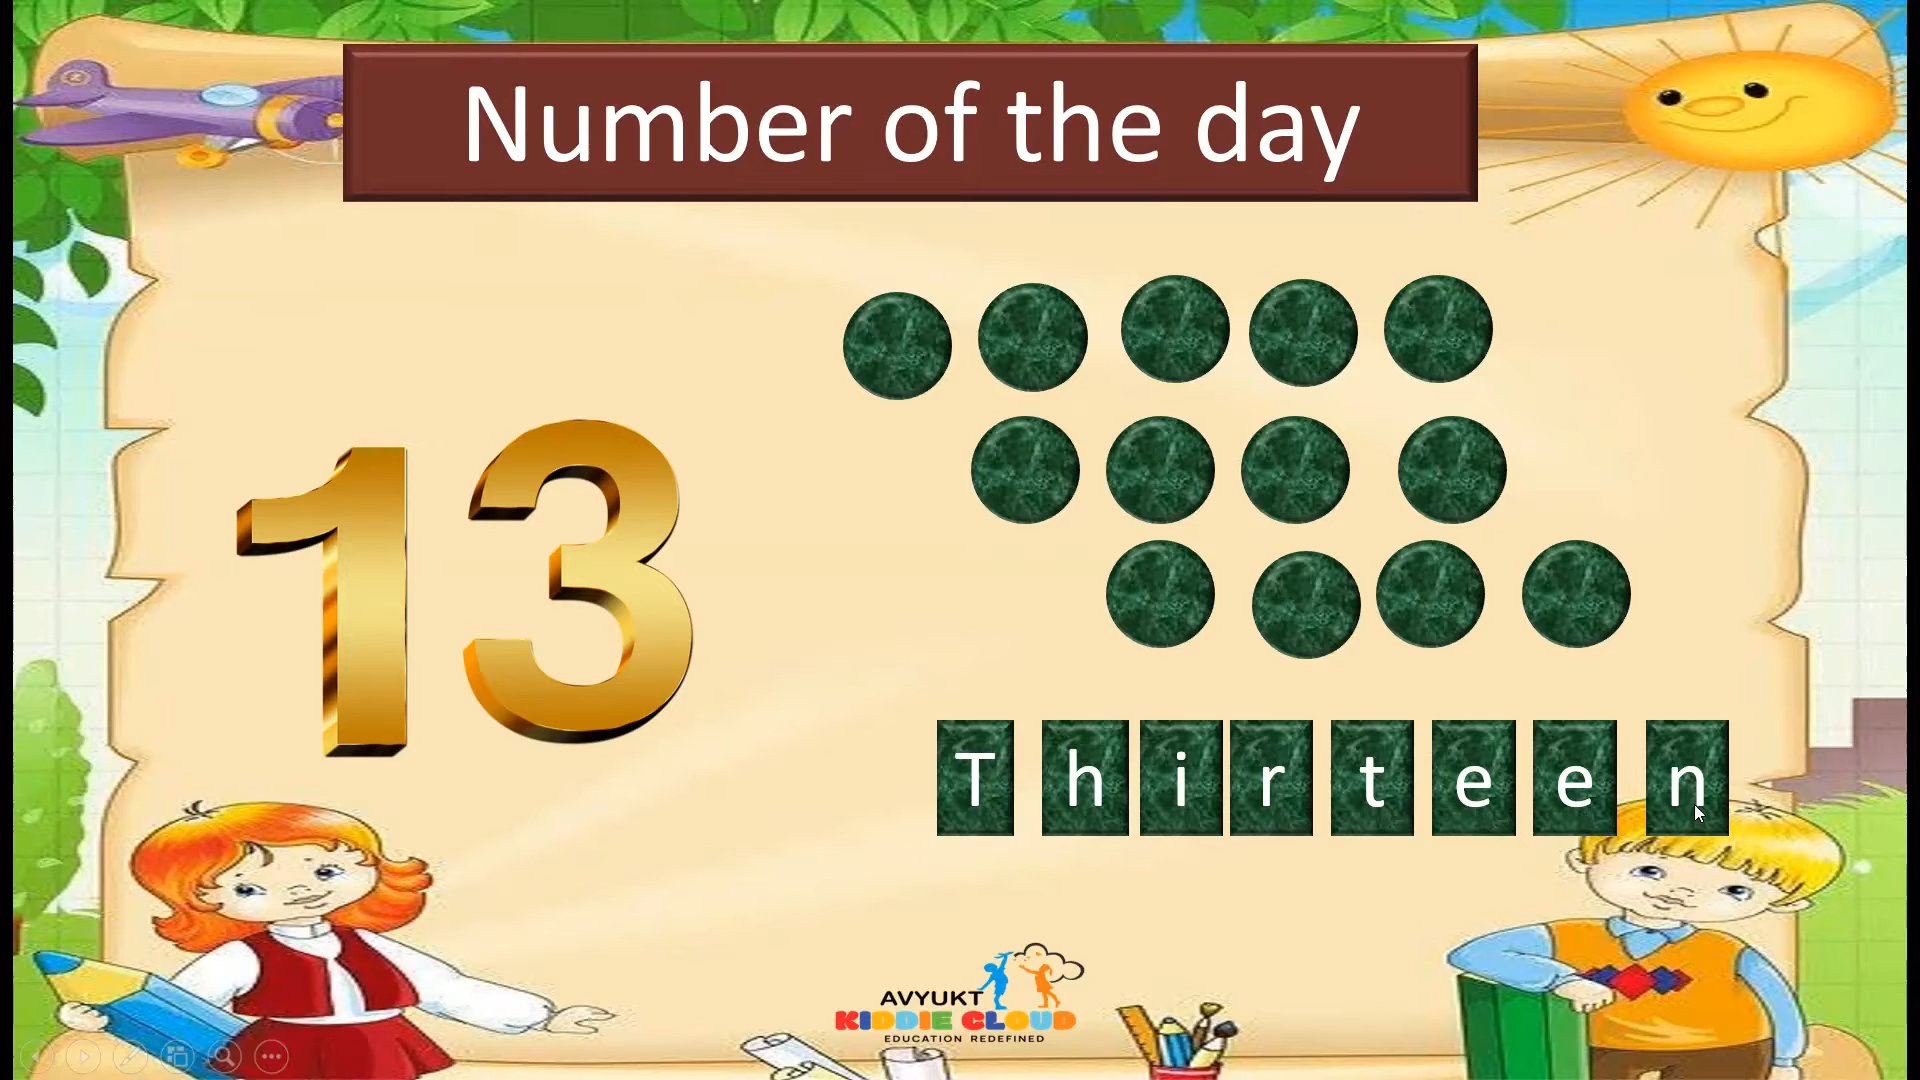 Number of the day
13
T h i r t e e n
AVYUKT
KIDDIE CLOUD
EDUCATION REDEFINED